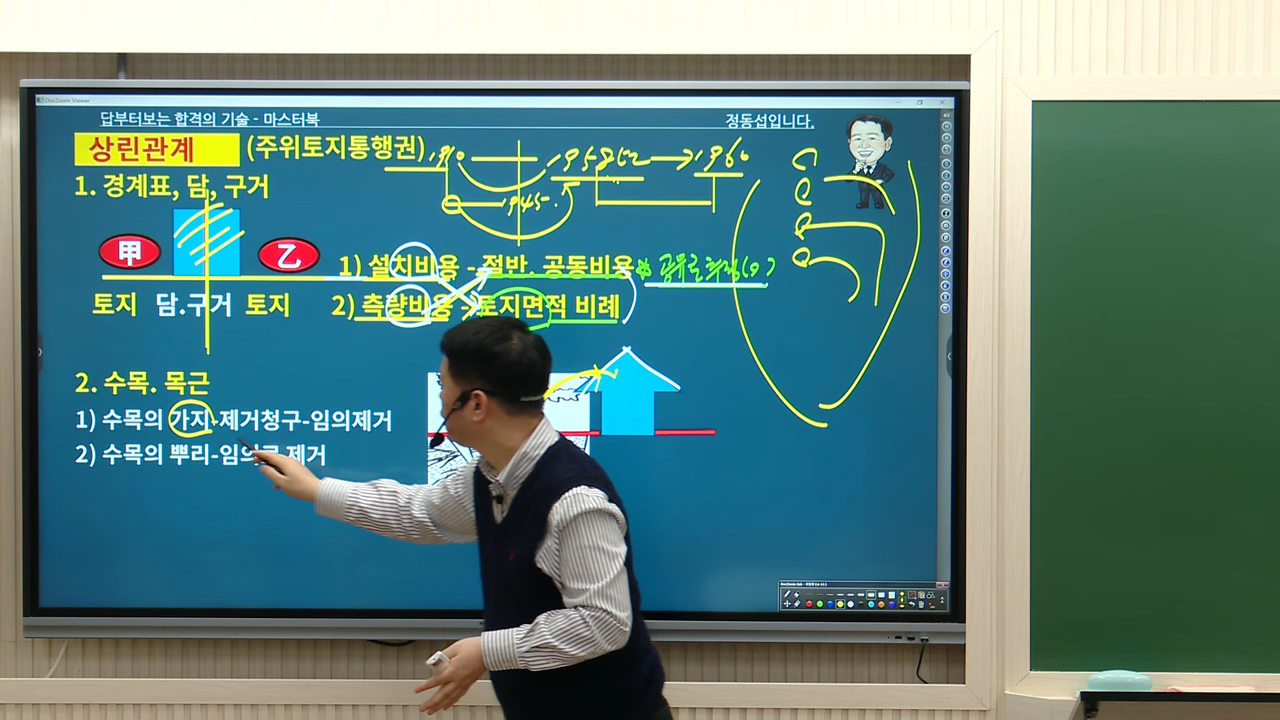 DocZoom Viewer
답부터보는 합격의 기술 - 마스터북
정동섭입니다.
상린관계 (주위토지통행권)
1945.
1960
1. 경계표, 담, 구거
甲 乙
토지 담.구거 토지
1) 설치비용 - 절반. 공동비용
2) 측량비용 - 토지면적 비례
2. 수목. 목근
1) 수목의 가지-제거청구-임의제거
2) 수목의 뿌리-임의로 제거